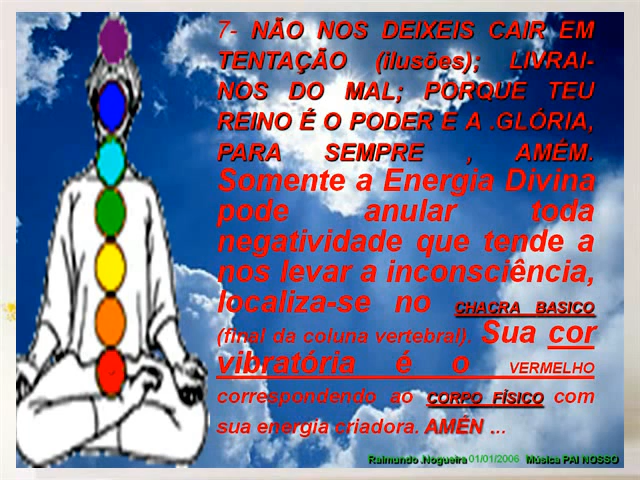 7- NÃO NOS DEIXEIS CAIR EM
TENTAÇÃO (ilusões); LIVRAI-
NOS DO MAL; PORQUE TEU
REINO É O PODER E A .GLÓRIA,
PARA SEMPRE , AMÉM.
Somente a Energia Divina
pode anular toda
negatividade que tende a
nos levar a inconsciência,
localiza-se no CHACRA BASICO
(final da coluna vertebral). Sua cor
vibratória é o VERMELHO
correspondendo ao CORPO FÍSICO com
sua energia criadora. AMÉN ...
Raimundo .Nogueira 01/01/2006 Música PAI NOSSO